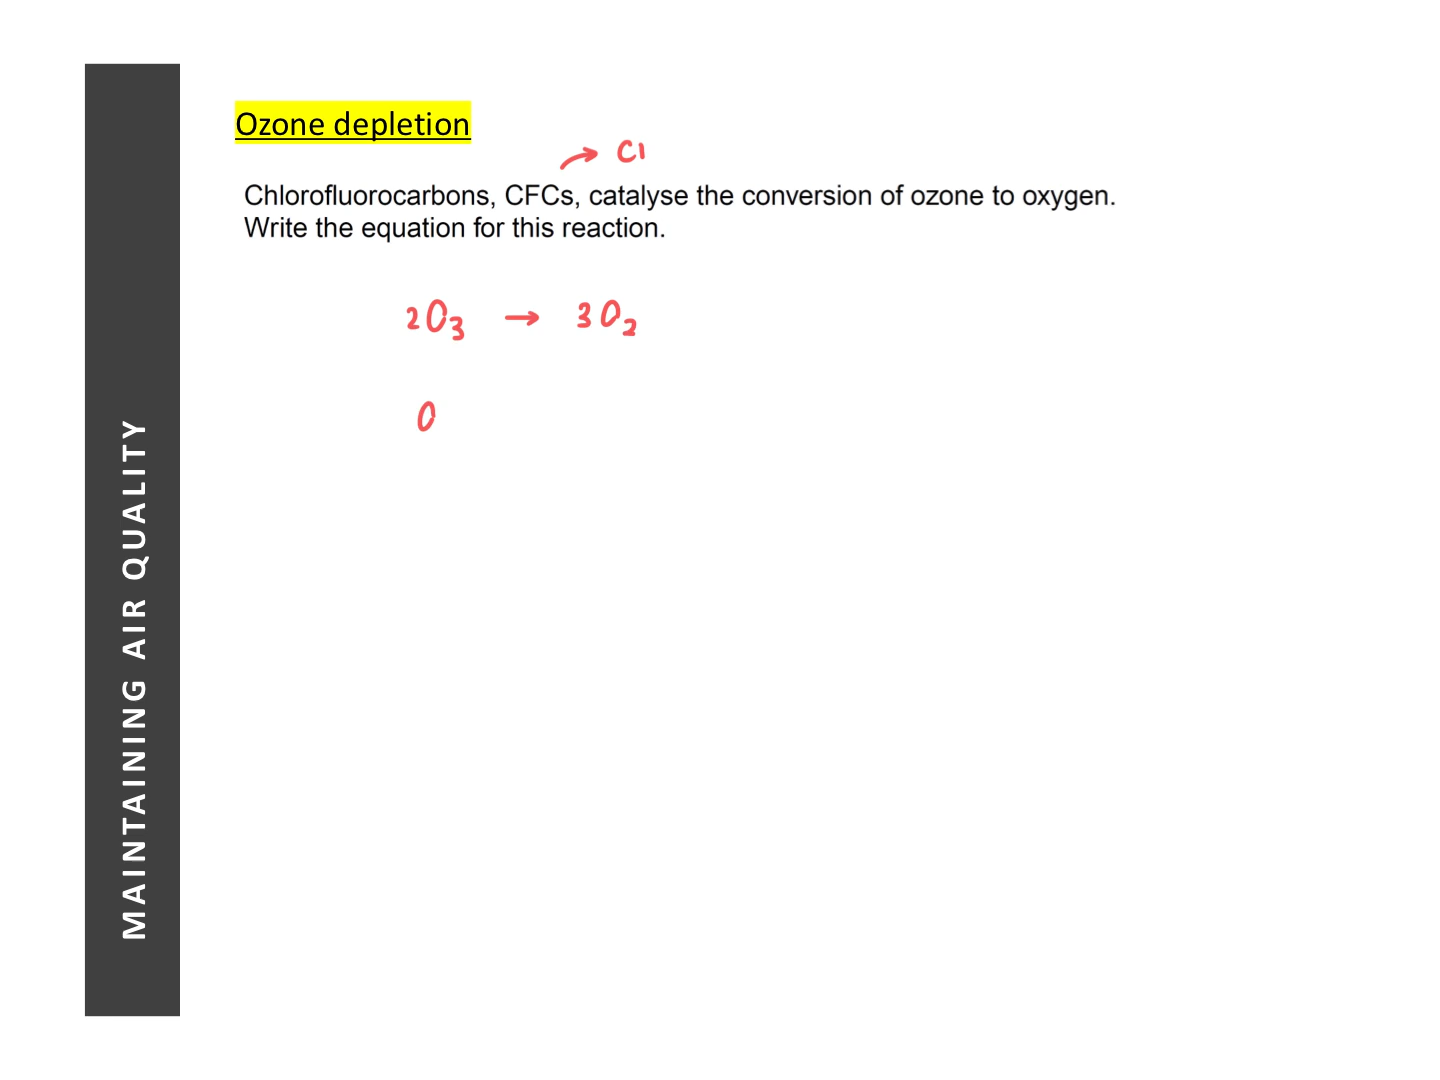 Ozone depletion
→ Cl
Chlorofluorocarbons, CFCs, catalyse the conversion of ozone to oxygen.
Write the equation for this reaction.
2O₃ → 3O₂
O
MAINTAINING AIR QUALITY